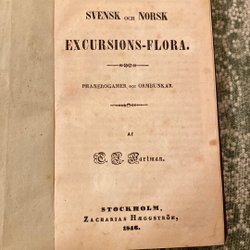 SVENSK OCH NORSK
EXCURSIONS-FLORA.
PHANEROGAMER OCH ORMBUNKAR.
AF
C. J. Hartman.
STOCKHOLM,
ZACHARIAS HÆGGSTRÖM,
1846.